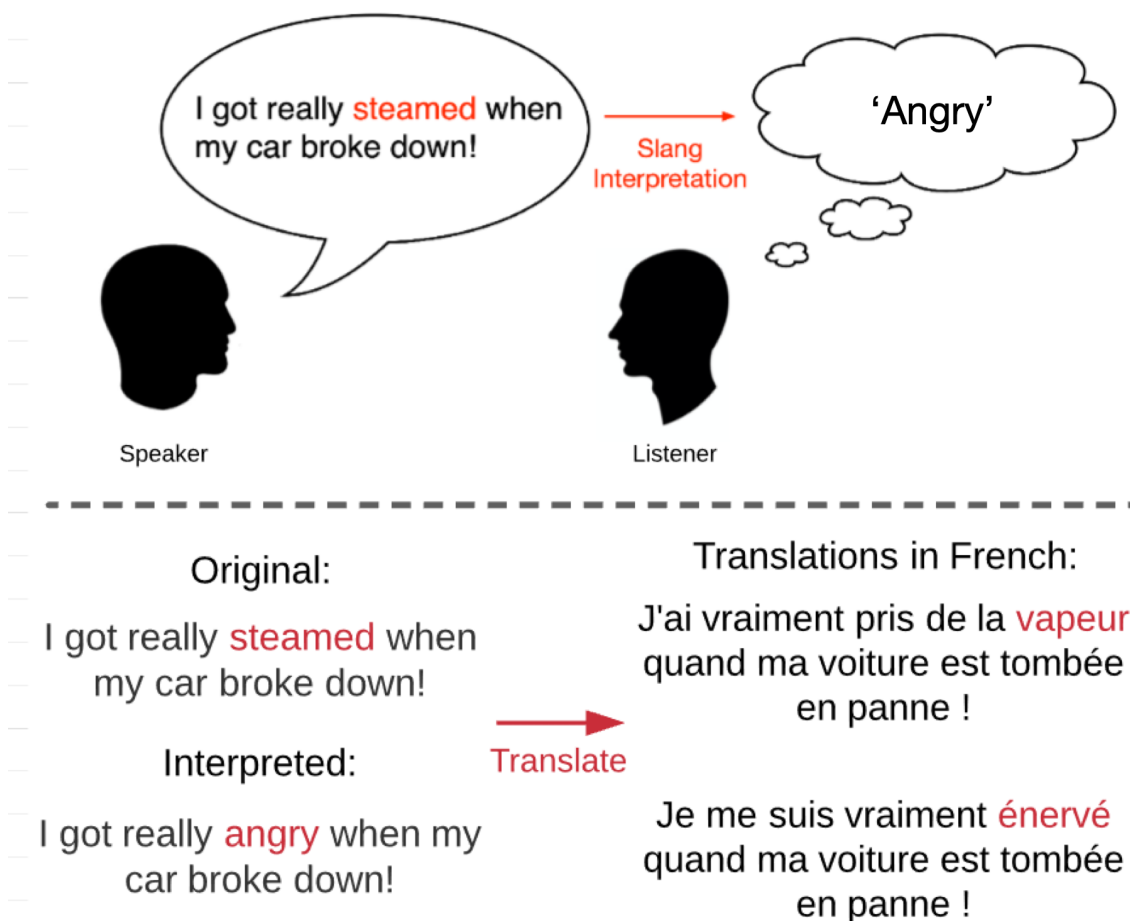 I got really steamed when
my car broke down!
Slang
Interpretation
‘Angry’
Speaker
Listener
Original:
I got really steamed when
my car broke down!
Interpreted:
I got really angry when my
car broke down!
Translate
Translations in French:
J'ai vraiment pris de la vapeur
quand ma voiture est tombée
en panne !
Je me suis vraiment énervé
quand ma voiture est tombée
en panne !